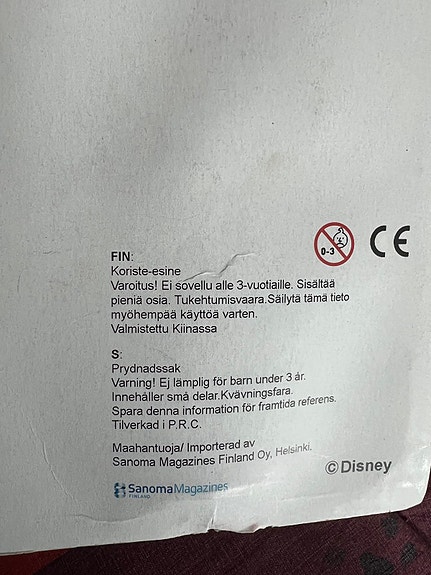 0-3
CE
FIN:
Koriste-esine
Varoitus! Ei sovellu alle 3-vuotiaille. Sisältää
pieniä osia. Tukehtumisvaara.Säilytä tämä tieto
myöhempää käyttöä varten.
Valmistettu Kiinassa
S:
Prydnadssak
Varning! Ej lämplig för barn under 3 år.
Innehåller små delar.Kvävningsfara.
Spara denna information för framtida referens.
Tilverkad i P.R.C.
Maahantuoja/ Importerad av
Sanoma Magazines Finland Oy, Helsinki.
©Disney
SanomaMagazines
FINLAND